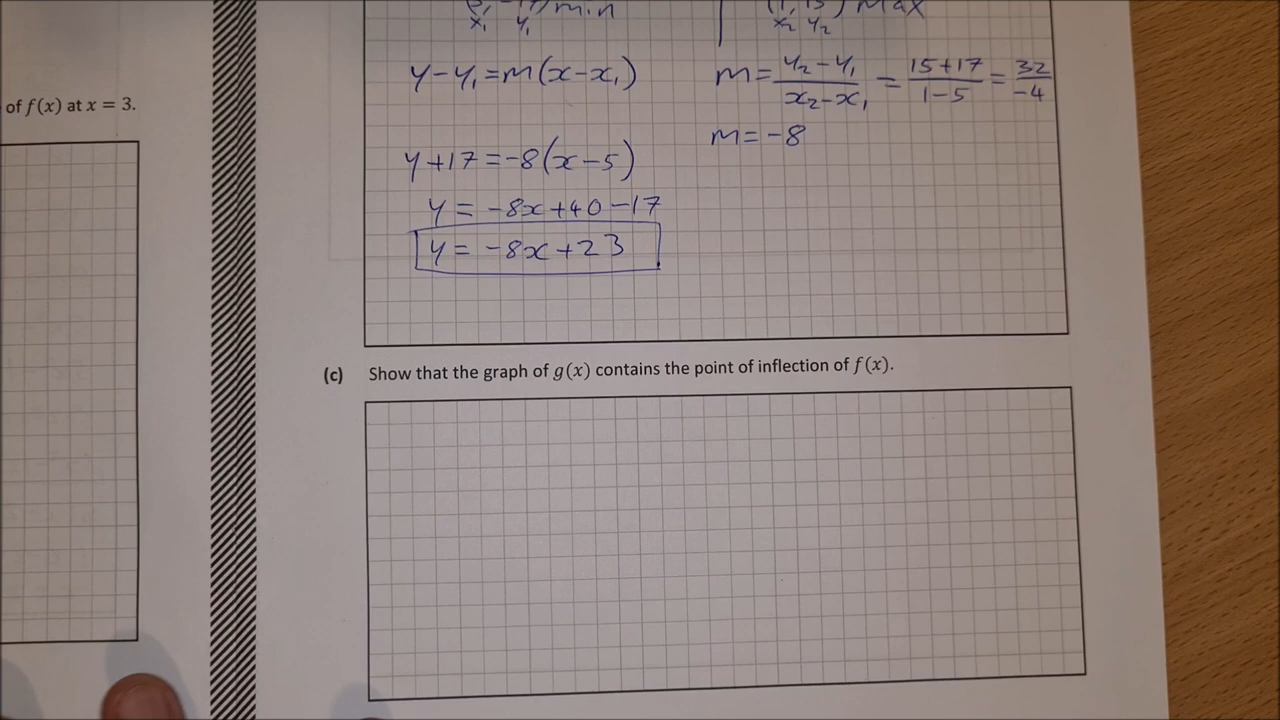 min
max
x₁ y₁
x₂ y₂
of f(x) at x = 3.
y-y₁=m(x-x₁)
m=y₂-y₁/x₂-x₁ = 15+17/1-5 = 32/-4
m=-8
y+17=-8(x-5)
y = -8x+40-17
y = -8x+23
(c) Show that the graph of g(x) contains the point of inflection of f(x).